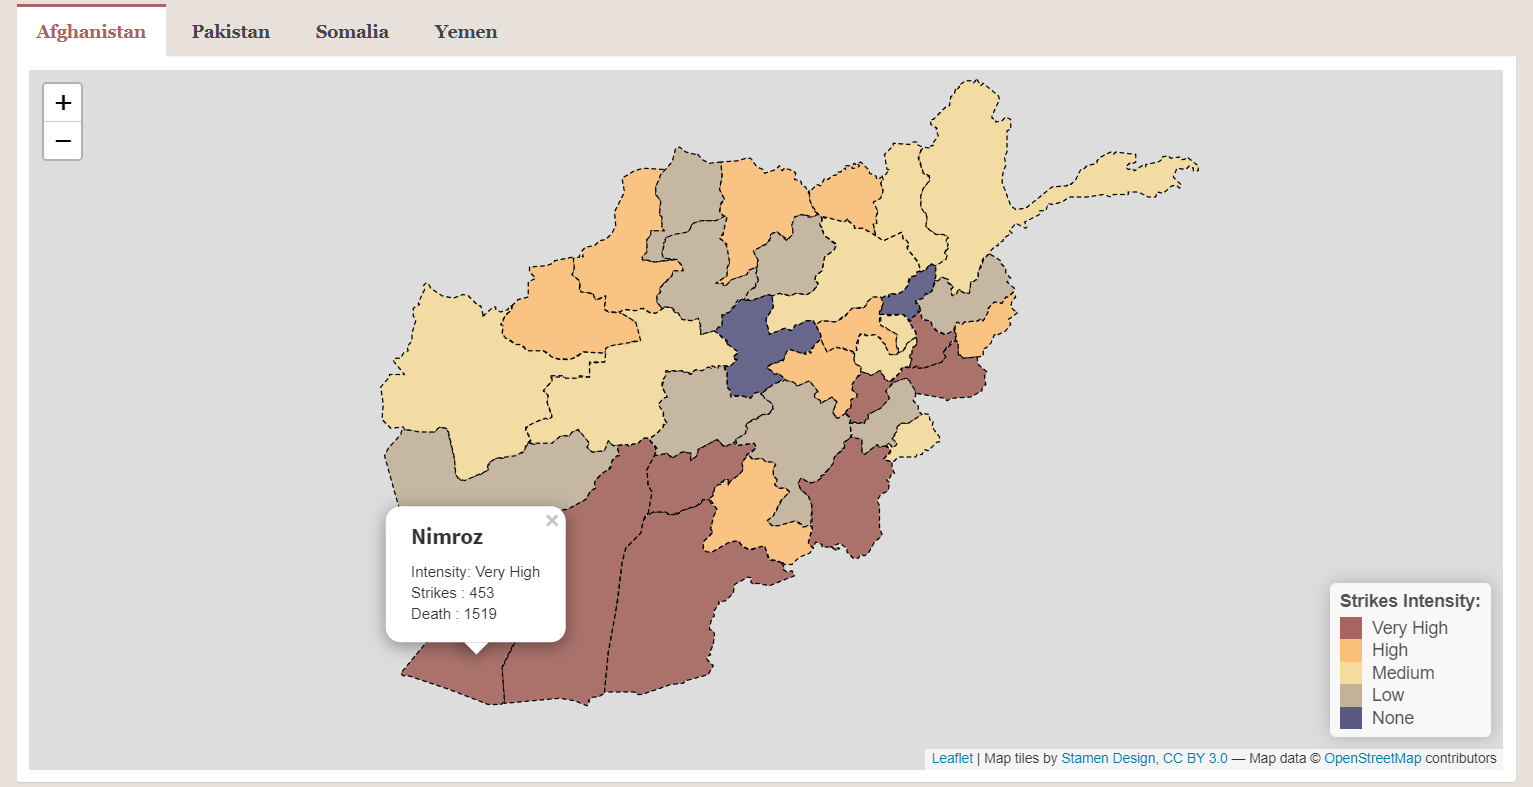 Afghanistan Pakistan Somalia Yemen
+
−
Nimroz
×
Intensity: Very High
Strikes : 453
Death : 1519
Strikes Intensity:
Very High
High
Medium
Low
None
Leaflet | Map tiles by Stamen Design, CC BY 3.0 — Map data © OpenStreetMap contributors